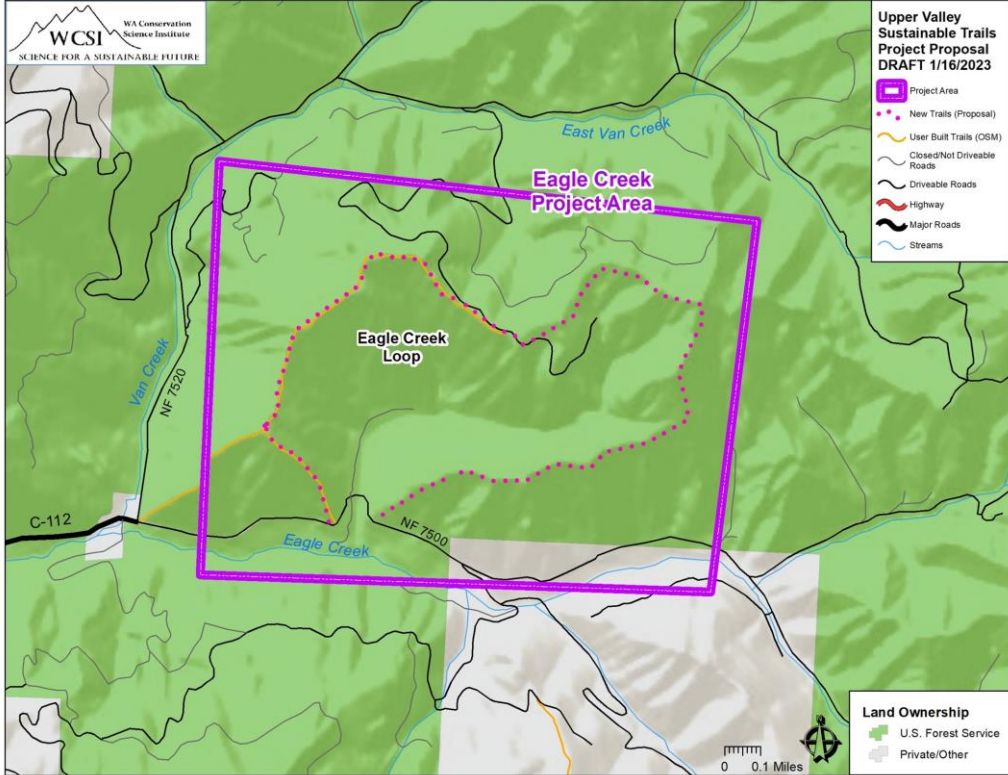 WCSI
WA Conservation
Science Institute
SCIENCE FOR A SUSTAINABLE FUTURE
Upper Valley
Sustainable Trails
Project Proposal
DRAFT 1/16/2023
Project Area
New Trails (Proposal)
User Built Trails (OSM)
Closed/Not Driveable
Roads
Driveable Roads
Highway
Major Roads
Streams
East Van Creek
Eagle Creek
Project Area
Eagle Creek
Loop
Van Creek
NF 7520
C-112
NF 7500
Eagle Creek
Land Ownership
U.S. Forest Service
Private/Other
0 0.1 Miles